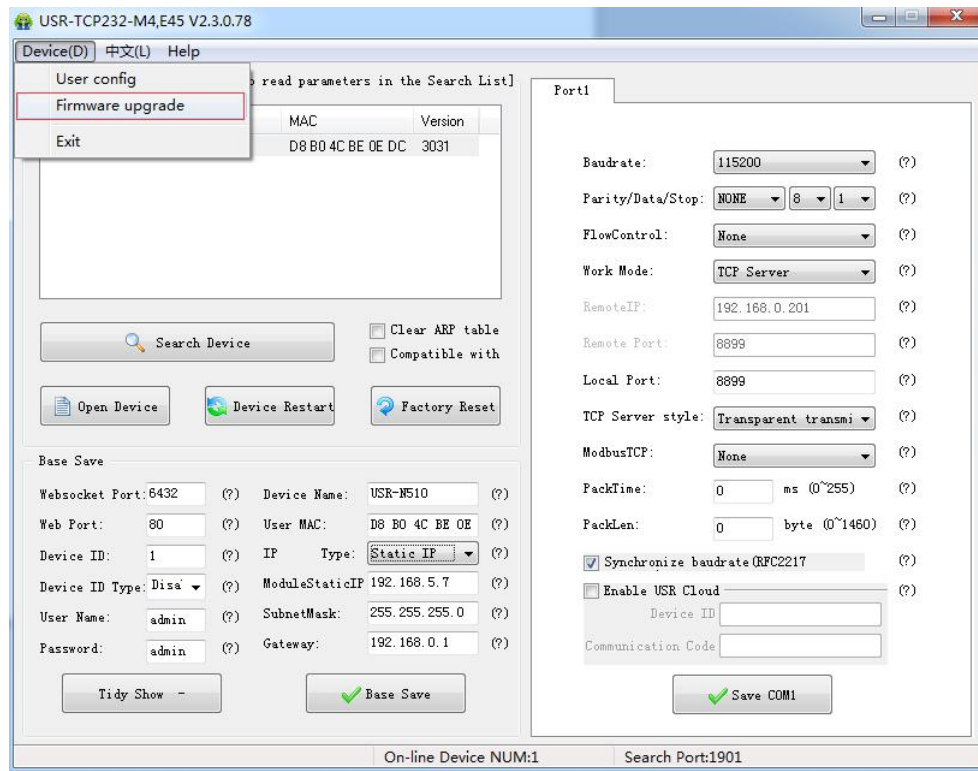 USR-TCP232-M4,E45 V2.3.0.78
Device(D) 中文(L) Help
User config
Firmware upgrade
Exit
read parameters in the Search List]
MAC Version
D8 B0 4C BE 0E DC 3031
Search Device
Clear ARP table
Compatible with
Open Device
Device Restart
Factory Reset
Base Save
Websocket Port: 6432 (?) Device Name: USR-N510 (?)
Web Port: 80 (?) User MAC: D8 B0 4C BE 0E (?)
Device ID: 1 (?) IP Type: Static IP (?)
Device ID Type: Disa (?) ModuleStaticIP 192.168.5.7 (?)
User Name: admin (?) SubnetMask: 255.255.255.0 (?)
Password: admin (?) Gateway: 192.168.0.1 (?)
Tidy Show -
Base Save
Port1
Baudrate: 115200 (?)
Parity/Data/Stop: NONE 8 1 (?)
FlowControl: None (?)
Work Mode: TCP Server (?)
RemoteIP: 192.168.0.201 (?)
Remote Port: 8899 (?)
Local Port: 8899 (?)
TCP Server style: Transparent transmi (?)
ModbusTCP: None (?)
PackTime: 0 ms (0~255) (?)
PackLen: 0 byte (0~1460) (?)
Synchronize baudrate(RFC2217 (?)
Enable USR Cloud (?)
Device ID
Communication Code
Save COM1
On-line Device NUM:1 Search Port:1901